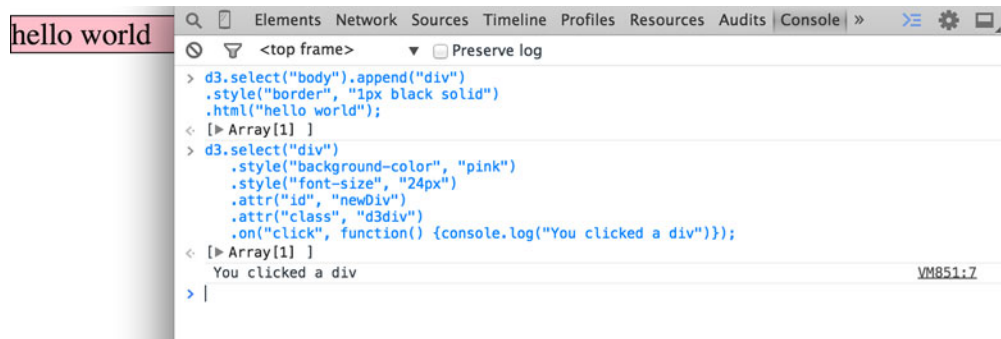 hello world
Elements Network Sources Timeline Profiles Resources Audits Console »
<top frame> ▼ Preserve log
> d3.select("body").append("div")
.style("border", "1px black solid")
.html("hello world");
[▶ Array[1] ]
> d3.select("div")
.style("background-color", "pink")
.style("font-size", "24px")
.attr("id", "newDiv")
.attr("class", "d3div")
.on("click", function() {console.log("You clicked a div")});
[▶ Array[1] ]
You clicked a div VM851:7
>